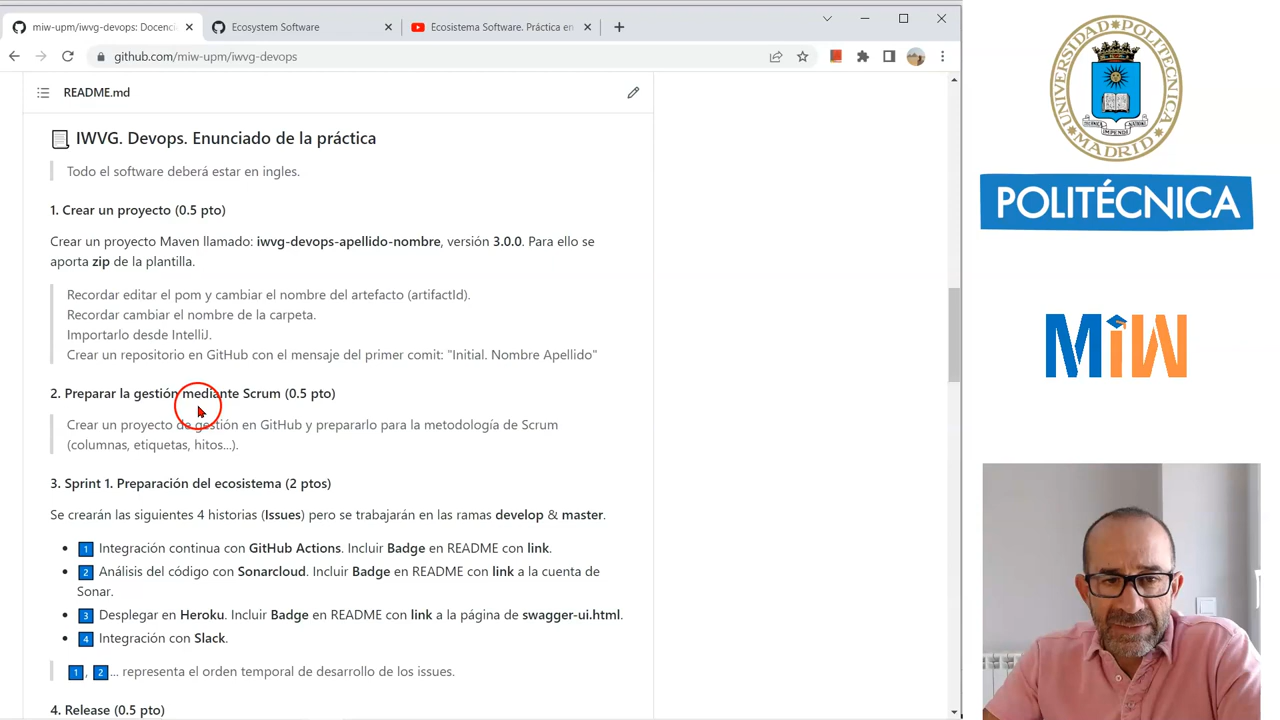 miw-upm/iwvg-devops: Docenci
Ecosystem Software
Ecosistema Software. Práctica en
github.com/miw-upm/iwvg-devops
README.md
IWVG. Devops. Enunciado de la práctica
Todo el software deberá estar en ingles.
1. Crear un proyecto (0.5 pto)
Crear un proyecto Maven llamado: iwvg-devops-apellido-nombre, versión 3.0.0. Para ello se
aporta zip de la plantilla.
Recordar editar el pom y cambiar el nombre del artefacto (artifactId).
Recordar cambiar el nombre de la carpeta.
Importarlo desde IntelliJ.
Crear un repositorio en GitHub con el mensaje del primer comit: "Initial. Nombre Apellido"
2. Preparar la gestión mediante Scrum (0.5 pto)
Crear un proyecto de gestión en GitHub y prepararlo para la metodología de Scrum
(columnas, etiquetas, hitos...).
3. Sprint 1. Preparación del ecosistema (2 ptos)
Se crearán las siguientes 4 historias (Issues) pero se trabajarán en las ramas develop & master.
1 Integración continua con GitHub Actions. Incluir Badge en README con link.
2 Análisis del código con Sonarcloud. Incluir Badge en README con link a la cuenta de
Sonar.
3 Desplegar en Heroku. Incluir Badge en README con link a la página de swagger-ui.html.
4 Integración con Slack.
1, 2... representa el orden temporal de desarrollo de los issues.
4. Release (0.5 pto)
UNIVERSIDAD POLITÉCNICA
MADRID
POLITÉCNICA
MiW